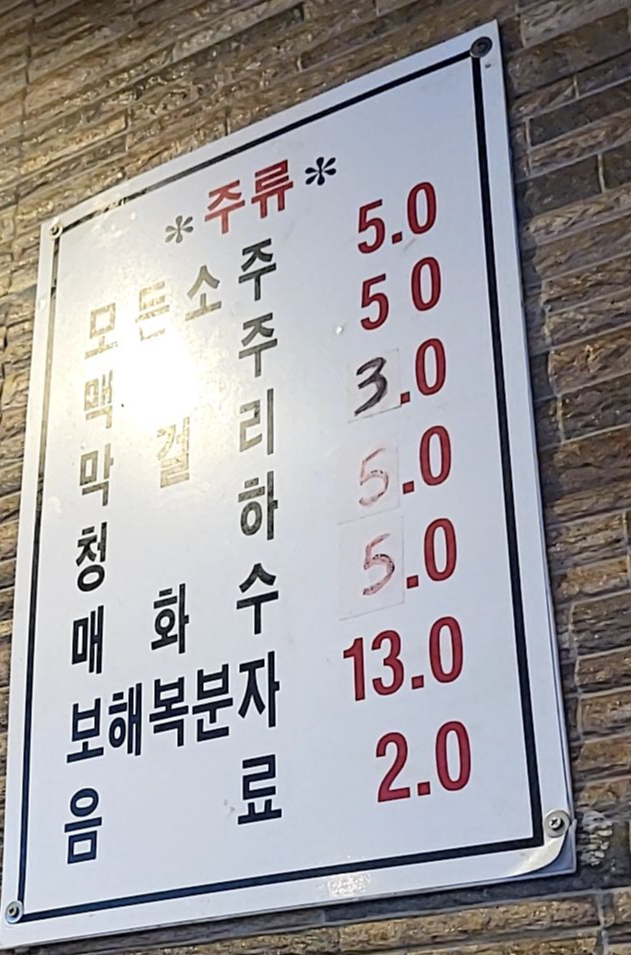 *주류*
모든소주 5.0
맥주 5 0
막걸리 3.0
청하 5.0
매화수 5.0
보해복분자 13.0
음료 2.0